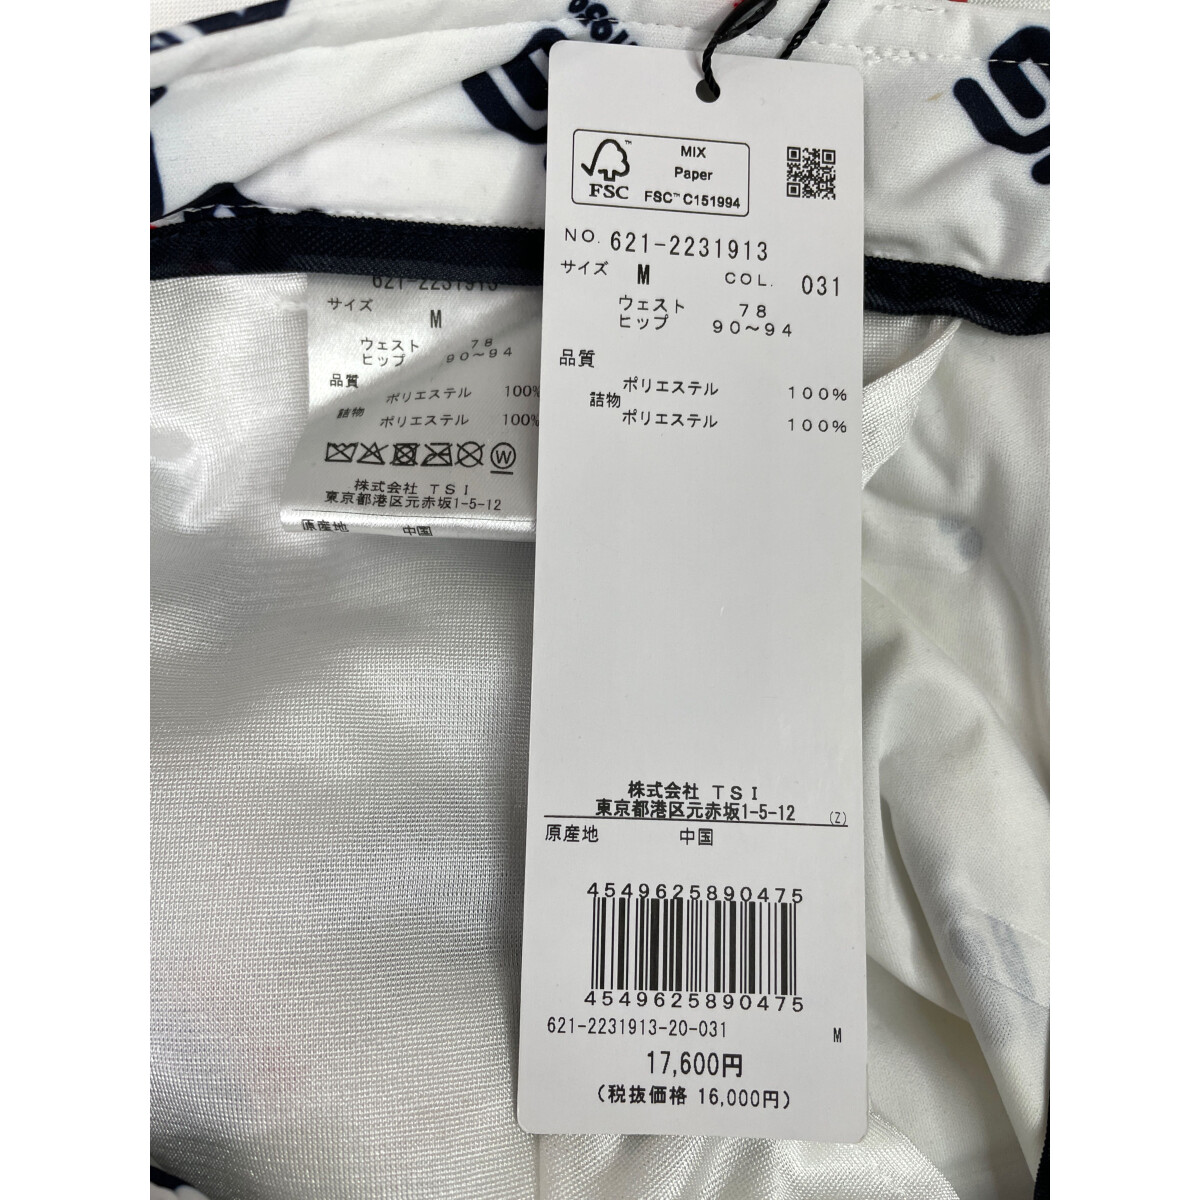 MIX
Paper
FSC™ C151994
FSC
NO. 621-2231913
サイズ M COL. 031
ウェスト 78
ヒップ 90～94
品質
ポリエステル 100%
詰物
ポリエステル 100%
株式会社 TSI
東京都港区元赤坂1-5-12 (Z)
原産地 中国
4549625890475
4549625890475
621-2231913-20-031 M
17,600円
(税抜価格 16,000円)
621-2231913
サイズ
M
ウェスト 78
ヒップ 90～94
品質
ポリエステル 100%
詰物
ポリエステル 100%
W
株式会社 TSI
東京都港区元赤坂1-5-12
原産地 中国